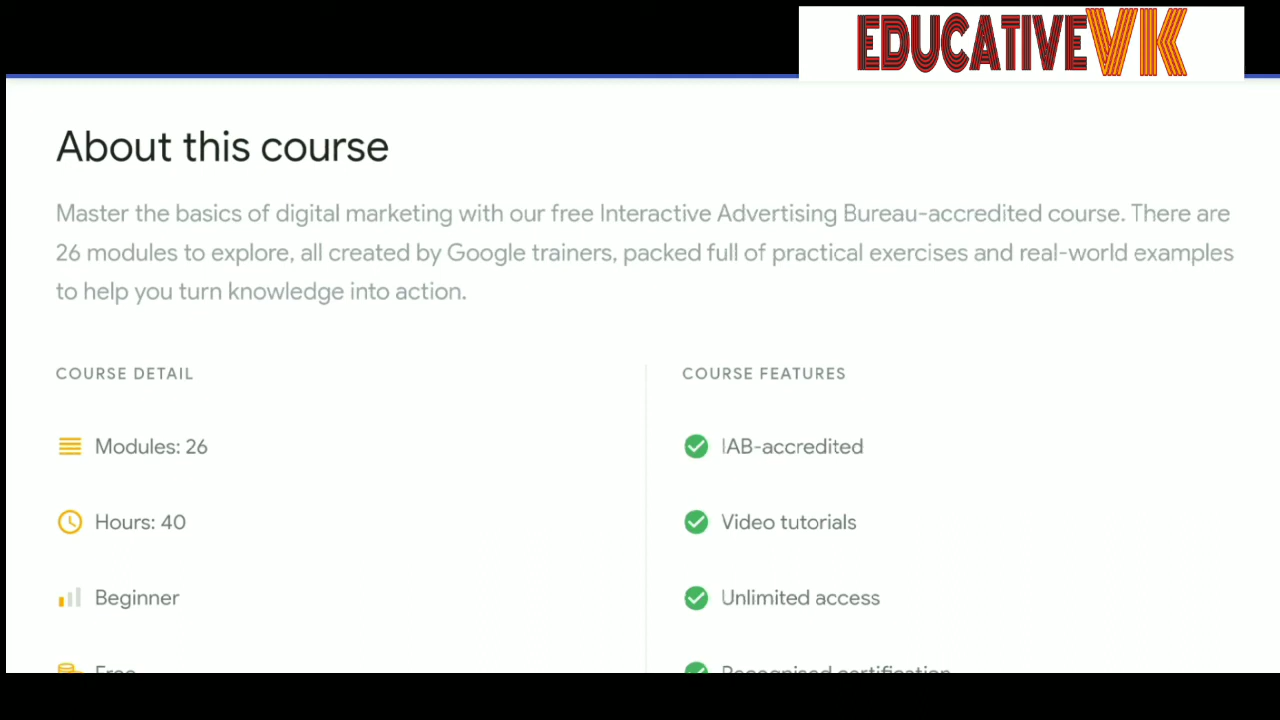 EDUCATIVEVK
About this course
Master the basics of digital marketing with our free Interactive Advertising Bureau-accredited course. There are
26 modules to explore, all created by Google trainers, packed full of practical exercises and real-world examples
to help you turn knowledge into action.
COURSE DETAIL
Modules: 26
Hours: 40
Beginner
Free
COURSE FEATURES
IAB-accredited
Video tutorials
Unlimited access
Recognised certification